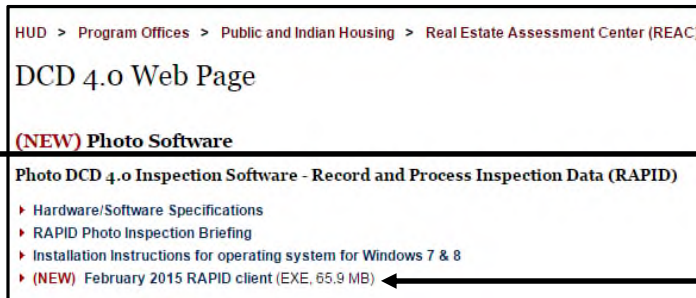 HUD > Program Offices > Public and Indian Housing > Real Estate Assessment Center (REAC)
DCD 4.0 Web Page
(NEW) Photo Software
Photo DCD 4.0 Inspection Software - Record and Process Inspection Data (RAPID)
Hardware/Software Specifications
RAPID Photo Inspection Briefing
Installation Instructions for operating system for Windows 7 & 8
(NEW) February 2015 RAPID client (EXE, 65.9 MB)